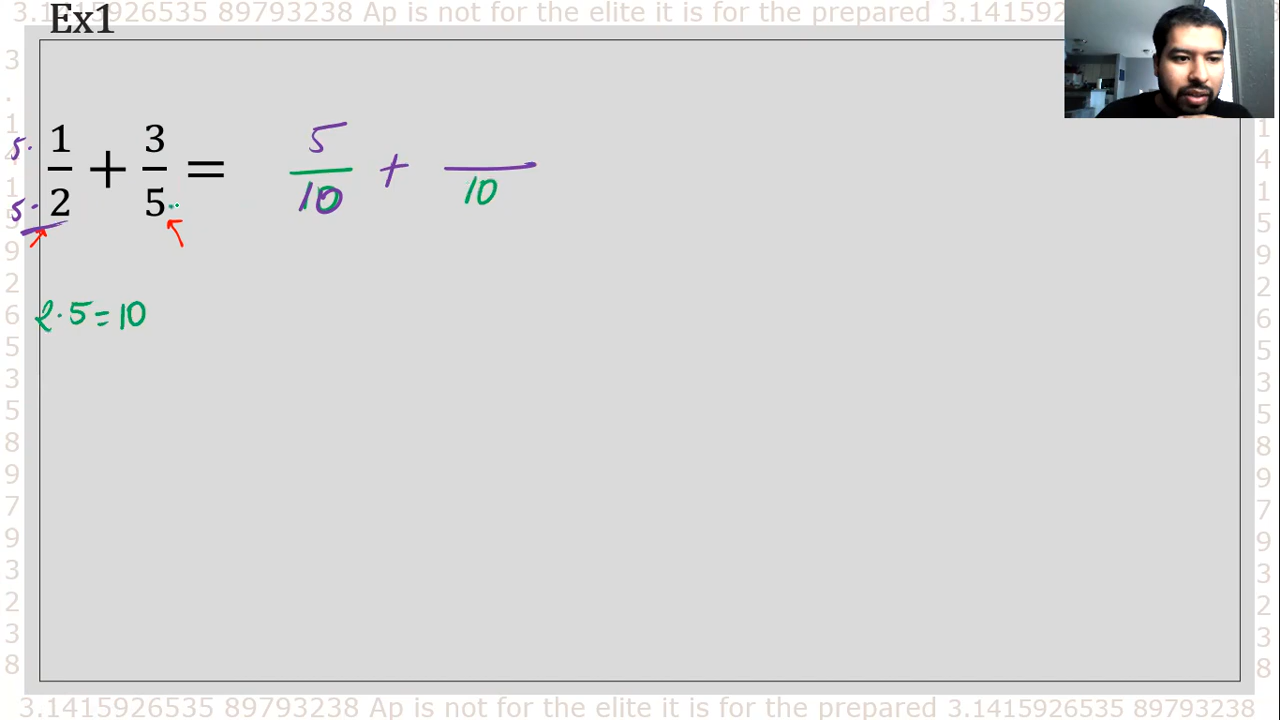 3.1415926535 89793238 Ap is not for the elite it is for the prepared 3.1415926535
Ex1
5· 1/2 + 3/5 = 5/10 + /10
5· ·
2·5=10
3.1415926535 89793238 Ap is not for the elite it is for the prepared 3.1415926535 89793238